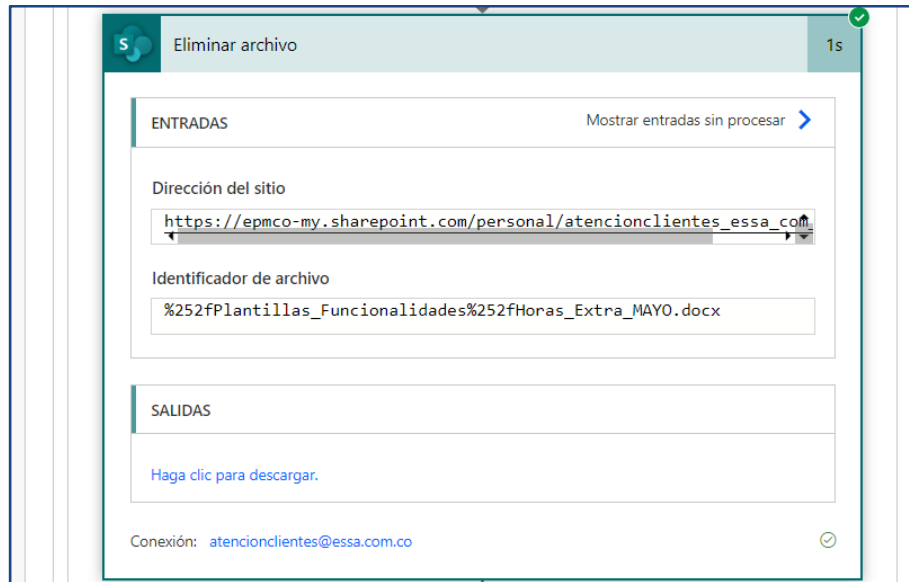 Eliminar archivo
1s
ENTRADAS
Mostrar entradas sin procesar
Dirección del sitio
https://epmco-my.sharepoint.com/personal/atencionclientes_essa_com_
Identificador de archivo
%252fPlantillas_Funcionalidades%252fHoras_Extra_MAYO.docx
SALIDAS
Haga clic para descargar.
Conexión: atencionclientes@essa.com.co